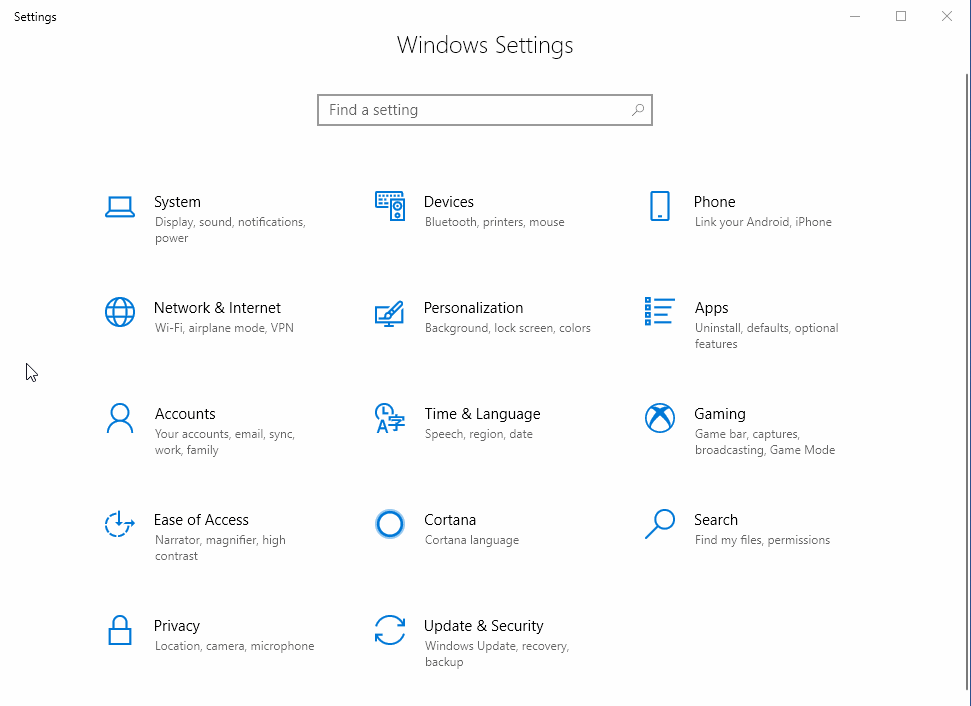 Settings
Windows Settings
Find a setting
System
Display, sound, notifications,
power
Devices
Bluetooth, printers, mouse
Phone
Link your Android, iPhone
Network & Internet
Wi-Fi, airplane mode, VPN
Personalization
Background, lock screen, colors
Apps
Uninstall, defaults, optional
features
Accounts
Your accounts, email, sync,
work, family
Time & Language
Speech, region, date
Gaming
Game bar, captures,
broadcasting, Game Mode
Ease of Access
Narrator, magnifier, high
contrast
Cortana
Cortana language
Search
Find my files, permissions
Privacy
Location, camera, microphone
Update & Security
Windows Update, recovery,
backup